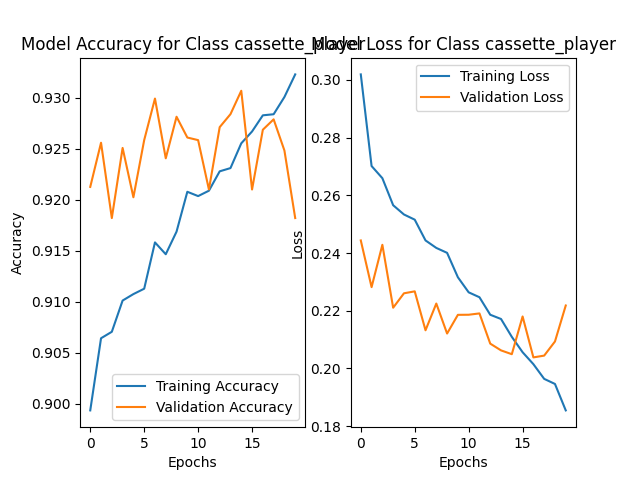 Model Accuracy for Class cassette_player
Model Loss for Class cassette_player
Accuracy
0.930
0.925
0.920
0.915
0.910
0.905
0.900
Training Accuracy
Validation Accuracy
0 5 10 15
Epochs
Loss
0.30
0.28
0.26
0.24
0.22
0.20
0.18
Training Loss
Validation Loss
0 5 10 15
Epochs